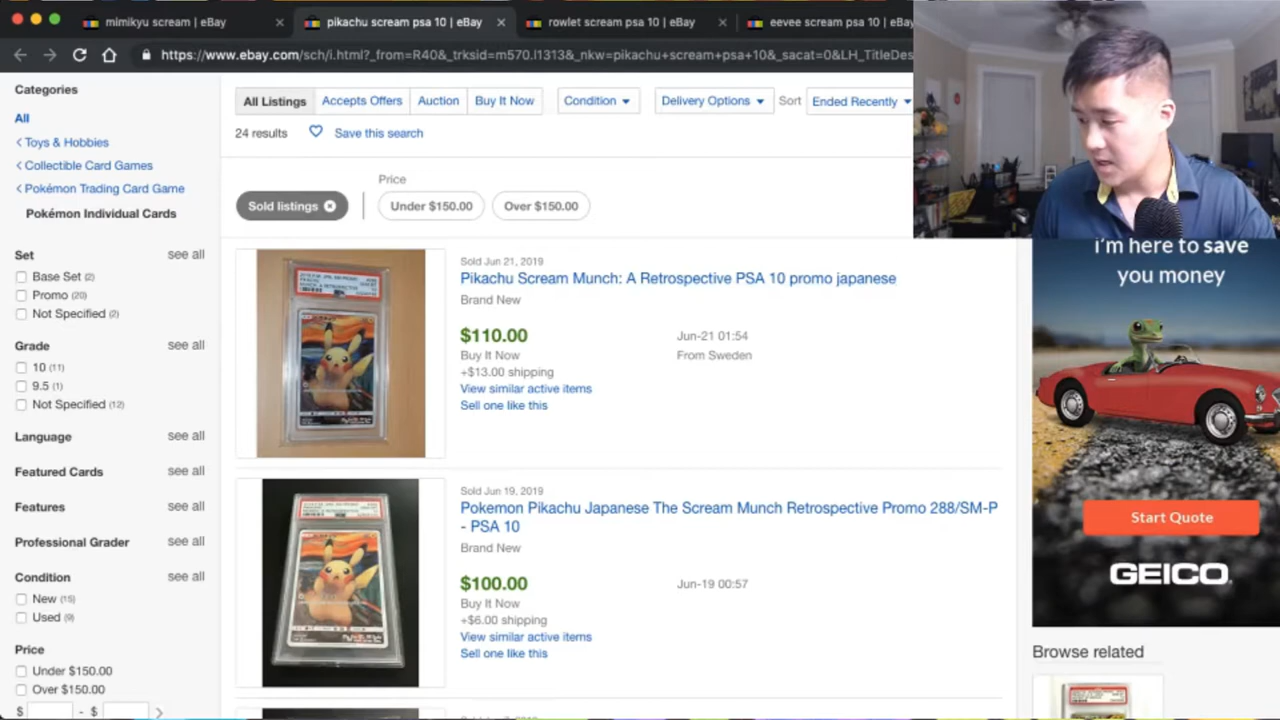 mimikyu scream | eBay
pikachu scream psa 10 | eBay
rowlet scream psa 10 | eBay
eevee scream psa 10 | eBay
https://www.ebay.com/sch/i.html?_from=R40&_trksid=m570.l1313&_nkw=pikachu+scream+psa+10&_sacat=0&LH_TitleDes
Categories
All
Toys & Hobbies
Collectible Card Games
Pokémon Trading Card Game
Pokémon Individual Cards
Set see all
Base Set (2)
Promo (20)
Not Specified (2)
Grade see all
10 (11)
9.5 (1)
Not Specified (12)
Language see all
Featured Cards see all
Features see all
Professional Grader see all
Condition see all
New (15)
Used (9)
Price
Under $150.00
Over $150.00
$ - $
All Listings Accepts Offers Auction Buy It Now Condition Delivery Options Sort Ended Recently
24 results Save this search
Price
Sold listings Under $150.00 Over $150.00
Sold Jun 21, 2019
Pikachu Scream Munch: A Retrospective PSA 10 promo japanese
Brand New
$110.00 Jun-21 01:54
Buy It Now From Sweden
+$13.00 shipping
View similar active items
Sell one like this
Sold Jun 19, 2019
Pokemon Pikachu Japanese The Scream Munch Retrospective Promo 288/SM-P
- PSA 10
Brand New
$100.00 Jun-19 00:57
Buy It Now
+$6.00 shipping
View similar active items
Sell one like this
i'm here to save
you money
Start Quote
GEICO
Browse related